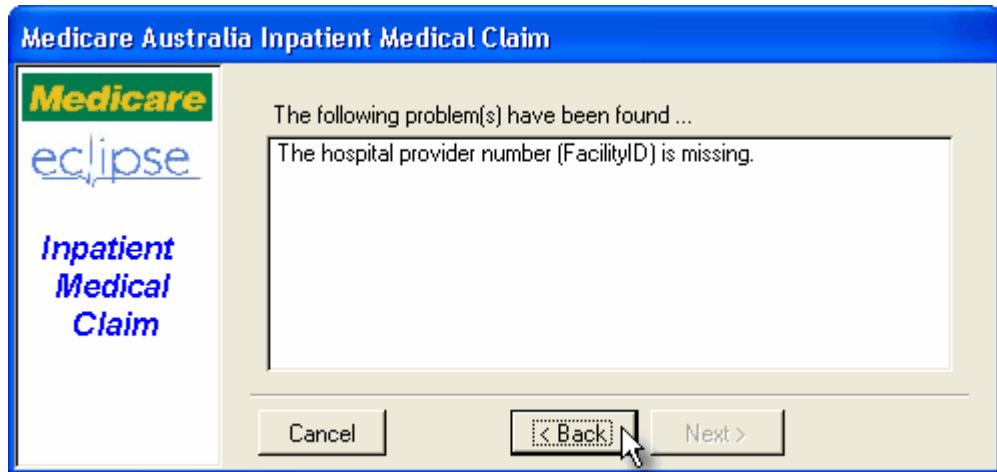 Medicare Australia Inpatient Medical Claim
Medicare
eclipse
Inpatient
Medical
Claim
The following problem(s) have been found ...
The hospital provider number (FacilityID) is missing.
Cancel
< Back
Next >